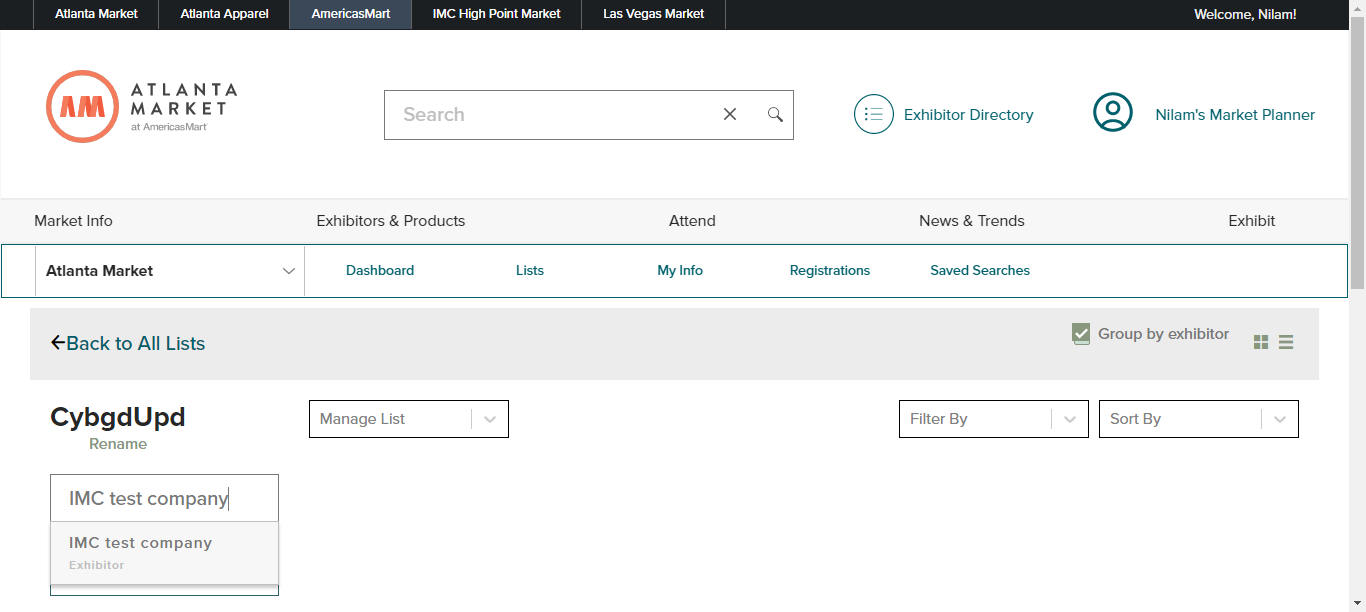 Atlanta Market Atlanta Apparel AmericasMart IMC High Point Market Las Vegas Market Welcome, Nilam!
AM ATLANTA
MARKET
at AmericasMart
Search
Exhibitor Directory
Nilam's Market Planner
Market Info Exhibitors & Products Attend News & Trends Exhibit
Atlanta Market Dashboard Lists My Info Registrations Saved Searches
Back to All Lists
Group by exhibitor
CybgdUpd
Rename
Manage List
Filter By
Sort By
IMC test company
IMC test company
Exhibitor